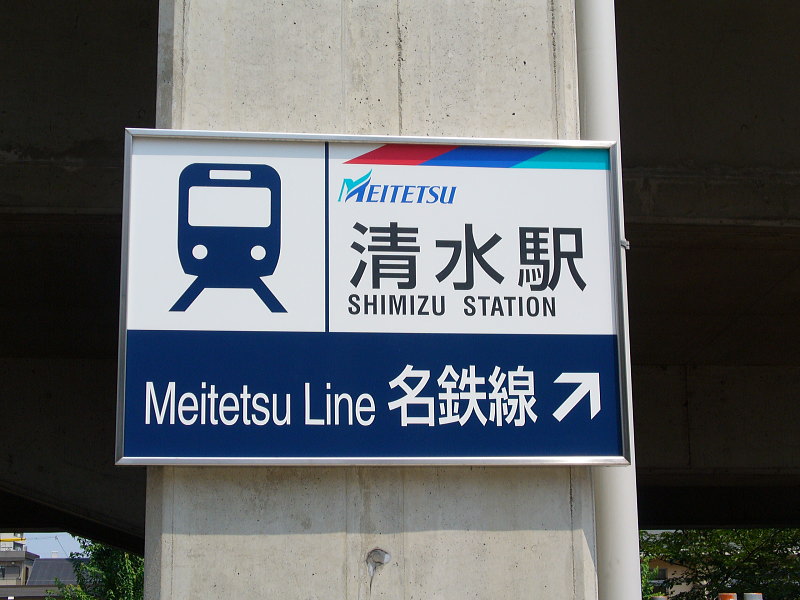 MEITETSU
清水駅
SHIMIZU STATION
Meitetsu Line 名鉄線